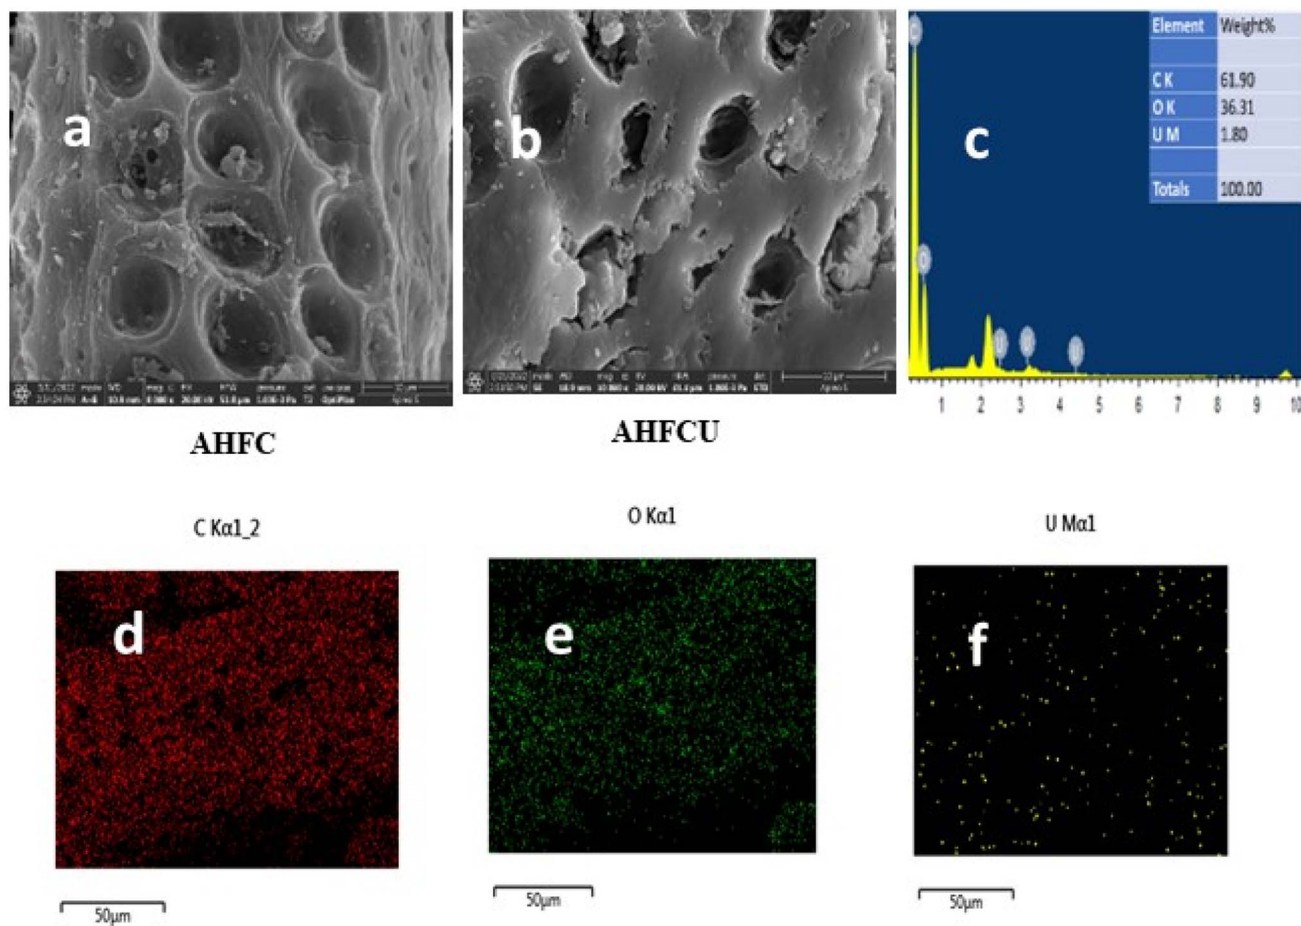 a
b
c
Element Weight%
C K 61.90
O K 36.31
U M 1.80
Totals 100.00
C
O
U U U
1 2 3 4 5 6 7 8 9 10
AHFC
AHFCU
C Kα1_2
O Kα1
U Mα1
d
e
f
50μm
50μm
50μm